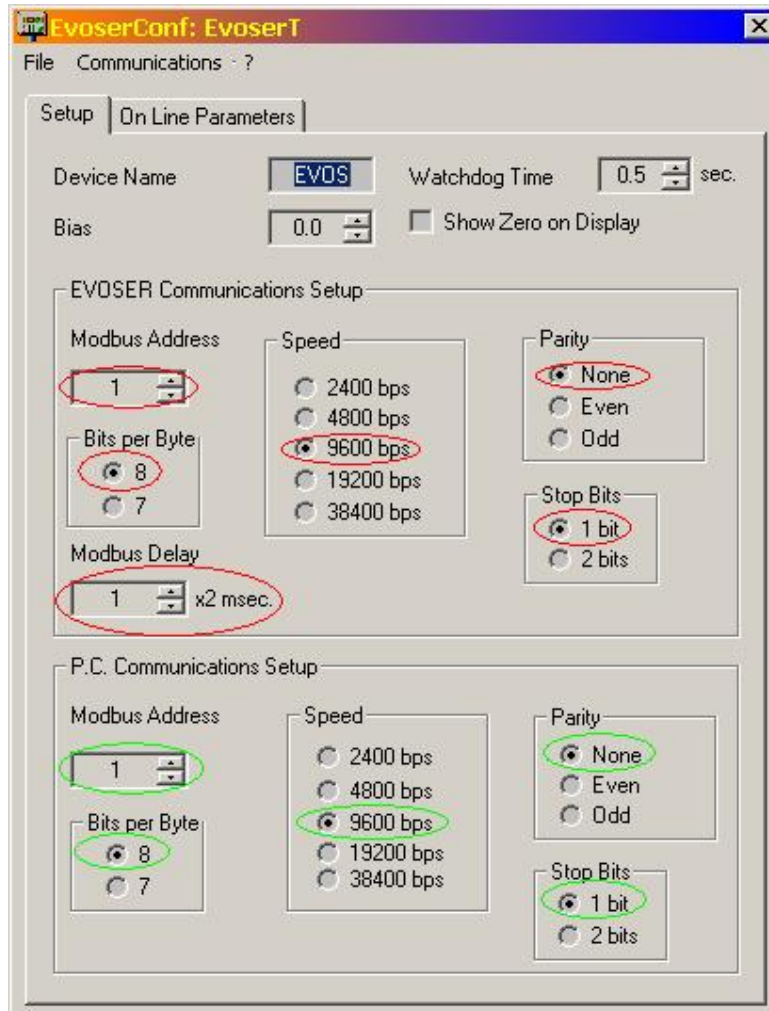 EvoserConf: EvoserT
File Communications ?
Setup On Line Parameters
Device Name EVOS Watchdog Time 0.5 sec.
Bias 0.0 Show Zero on Display
EVOSER Communications Setup
Modbus Address
1
Bits per Byte
8
7
Modbus Delay
1 x2 msec.
Speed
2400 bps
4800 bps
9600 bps
19200 bps
38400 bps
Parity
None
Even
Odd
Stop Bits
1 bit
2 bits
P.C. Communications Setup
Modbus Address
1
Bits per Byte
8
7
Speed
2400 bps
4800 bps
9600 bps
19200 bps
38400 bps
Parity
None
Even
Odd
Stop Bits
1 bit
2 bits